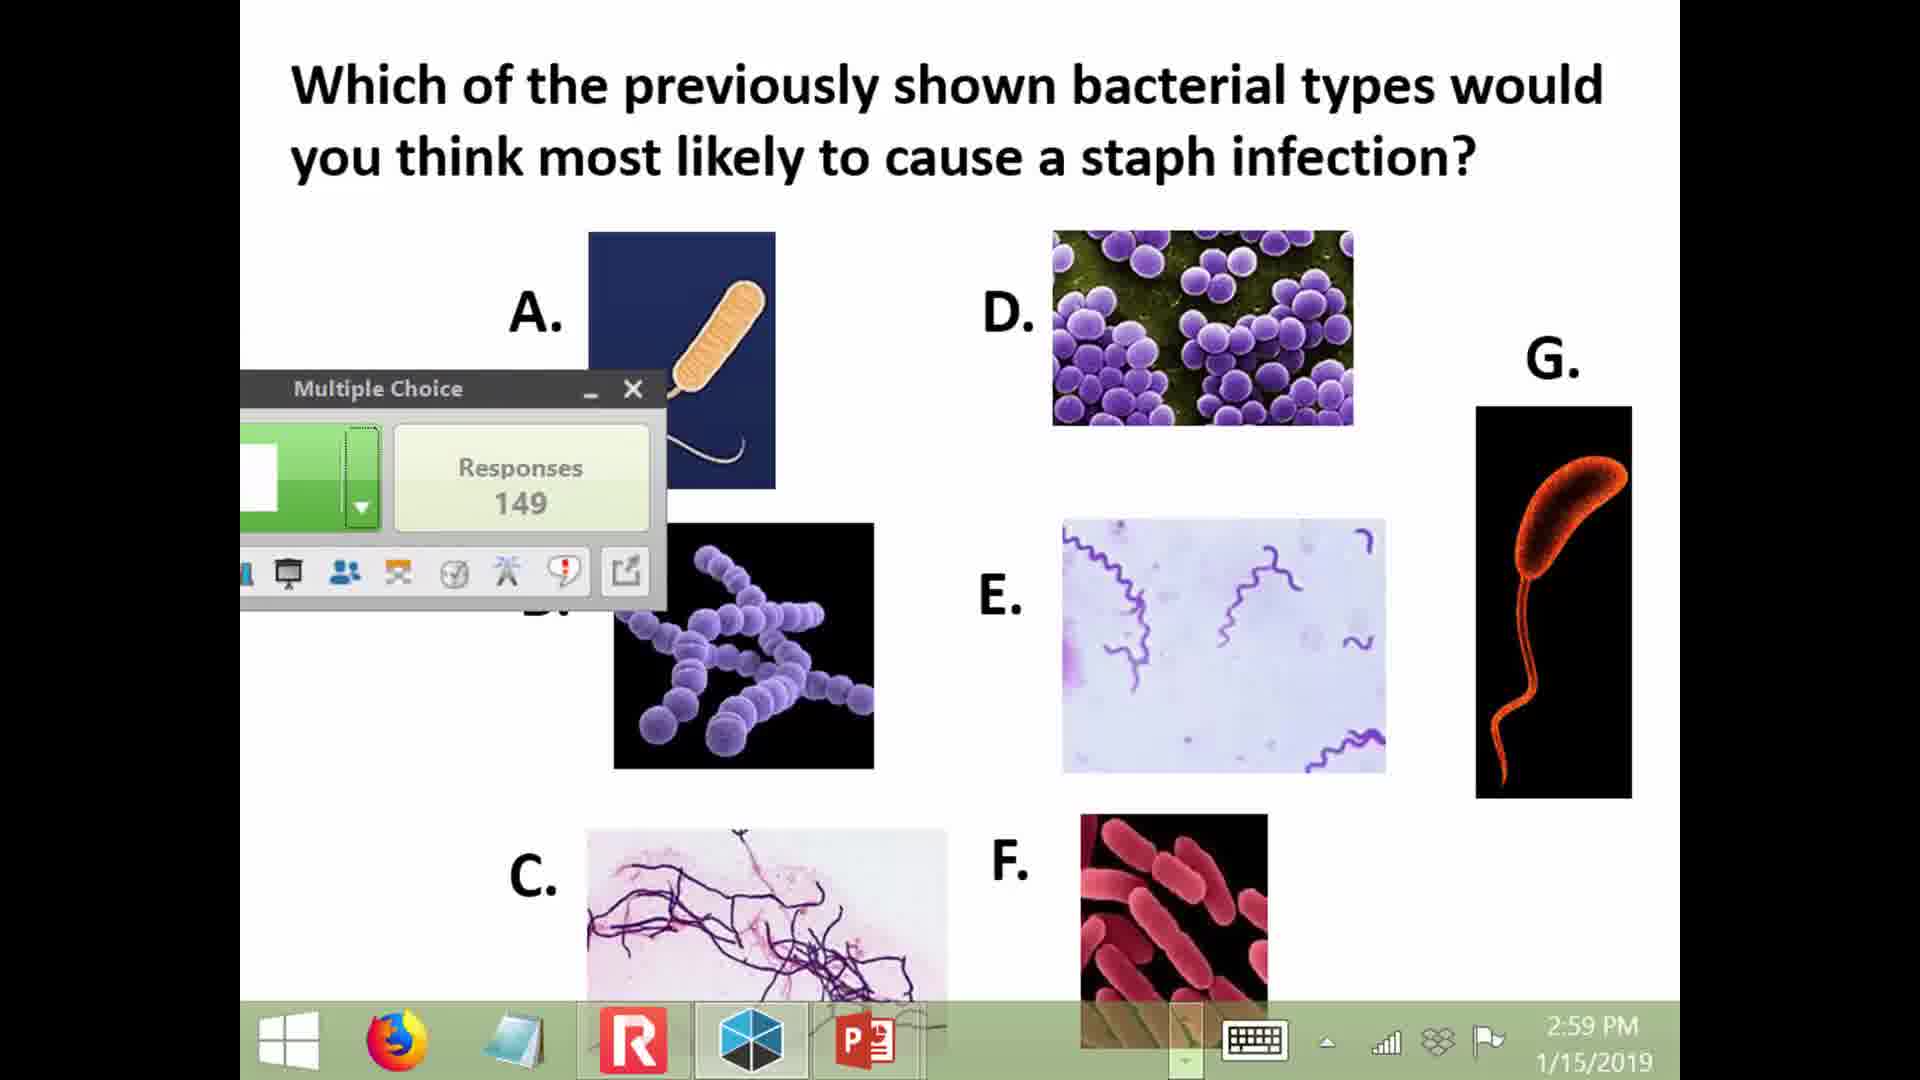 Which of the previously shown bacterial types would
you think most likely to cause a staph infection?
A.
D.
G.
Multiple Choice
Responses
149
E.
C.
F.
2:59 PM
1/15/2019